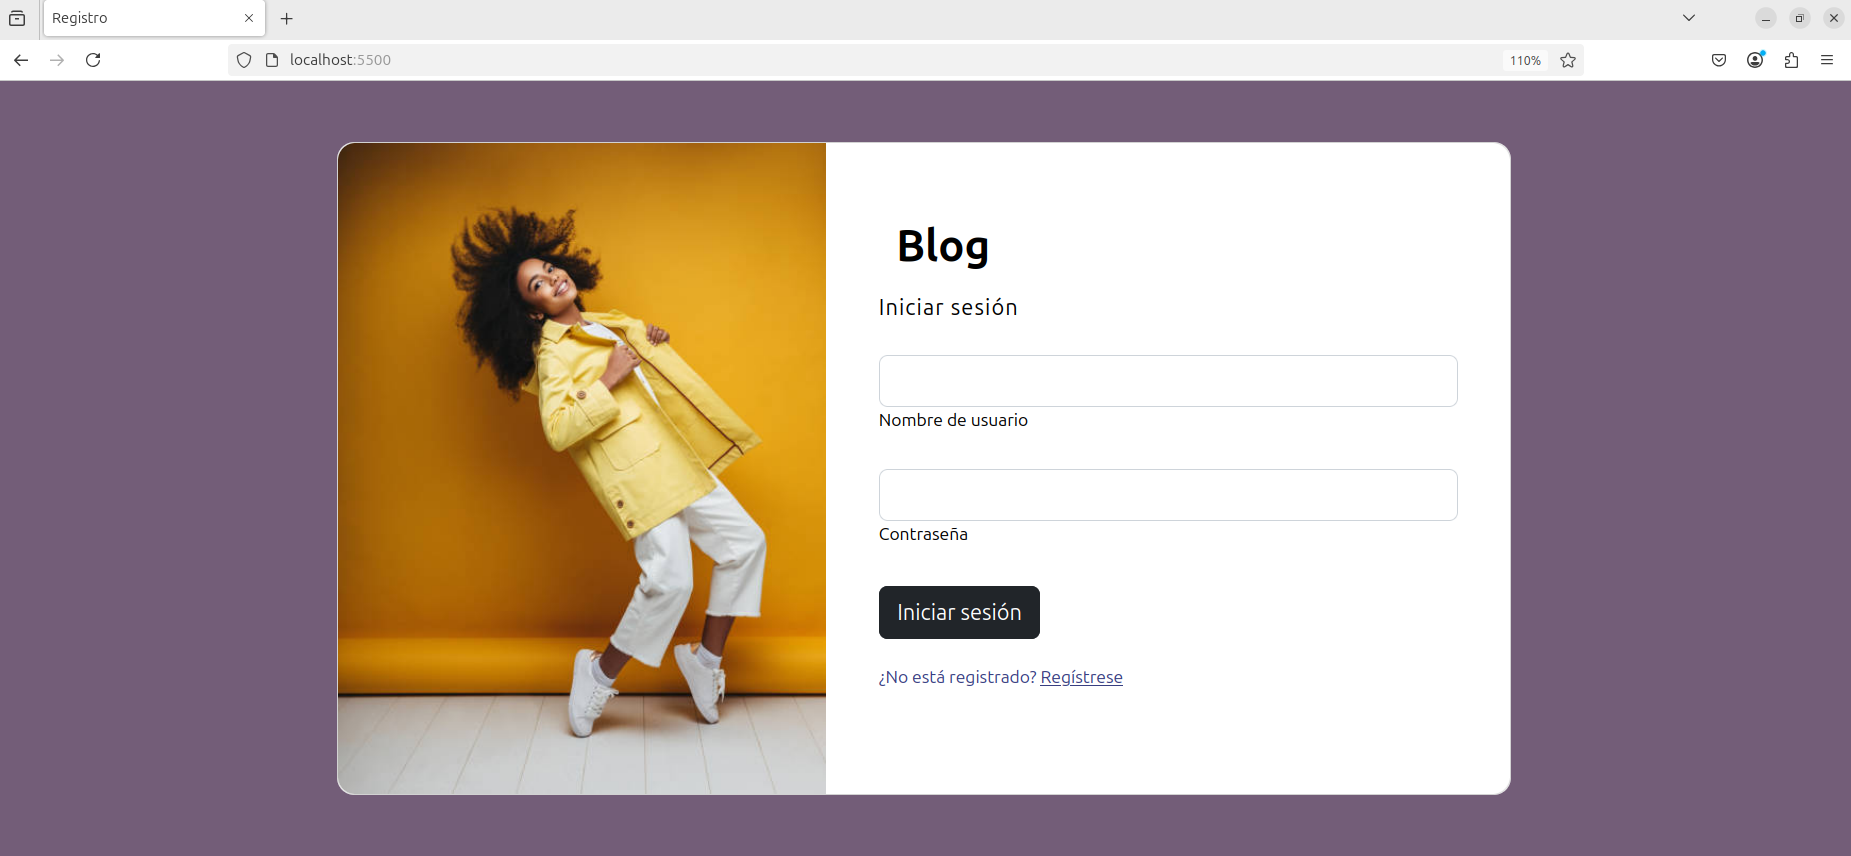 Registro
localhost:5500
110%
Blog
Iniciar sesión
Nombre de usuario
Contraseña
Iniciar sesión
¿No está registrado? Regístrese